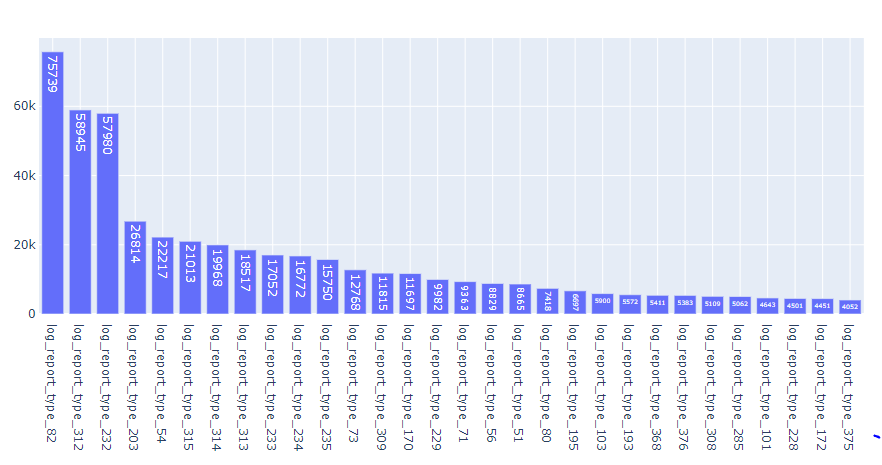 60k
40k
20k
0
75739
58945
57980
26814
22217
21013
19968
18517
17052
16772
15750
12768
11815
11697
9982
9363
8829
8665
7418
6697
5900
5572
5411
5383
5109
5062
4643
4501
4451
4052
log_report_type_82
log_report_type_312
log_report_type_232
log_report_type_203
log_report_type_54
log_report_type_315
log_report_type_314
log_report_type_313
log_report_type_233
log_report_type_234
log_report_type_235
log_report_type_73
log_report_type_309
log_report_type_170
log_report_type_229
log_report_type_71
log_report_type_56
log_report_type_51
log_report_type_80
log_report_type_195
log_report_type_103
log_report_type_193
log_report_type_368
log_report_type_376
log_report_type_308
log_report_type_285
log_report_type_101
log_report_type_228
log_report_type_172
log_report_type_375